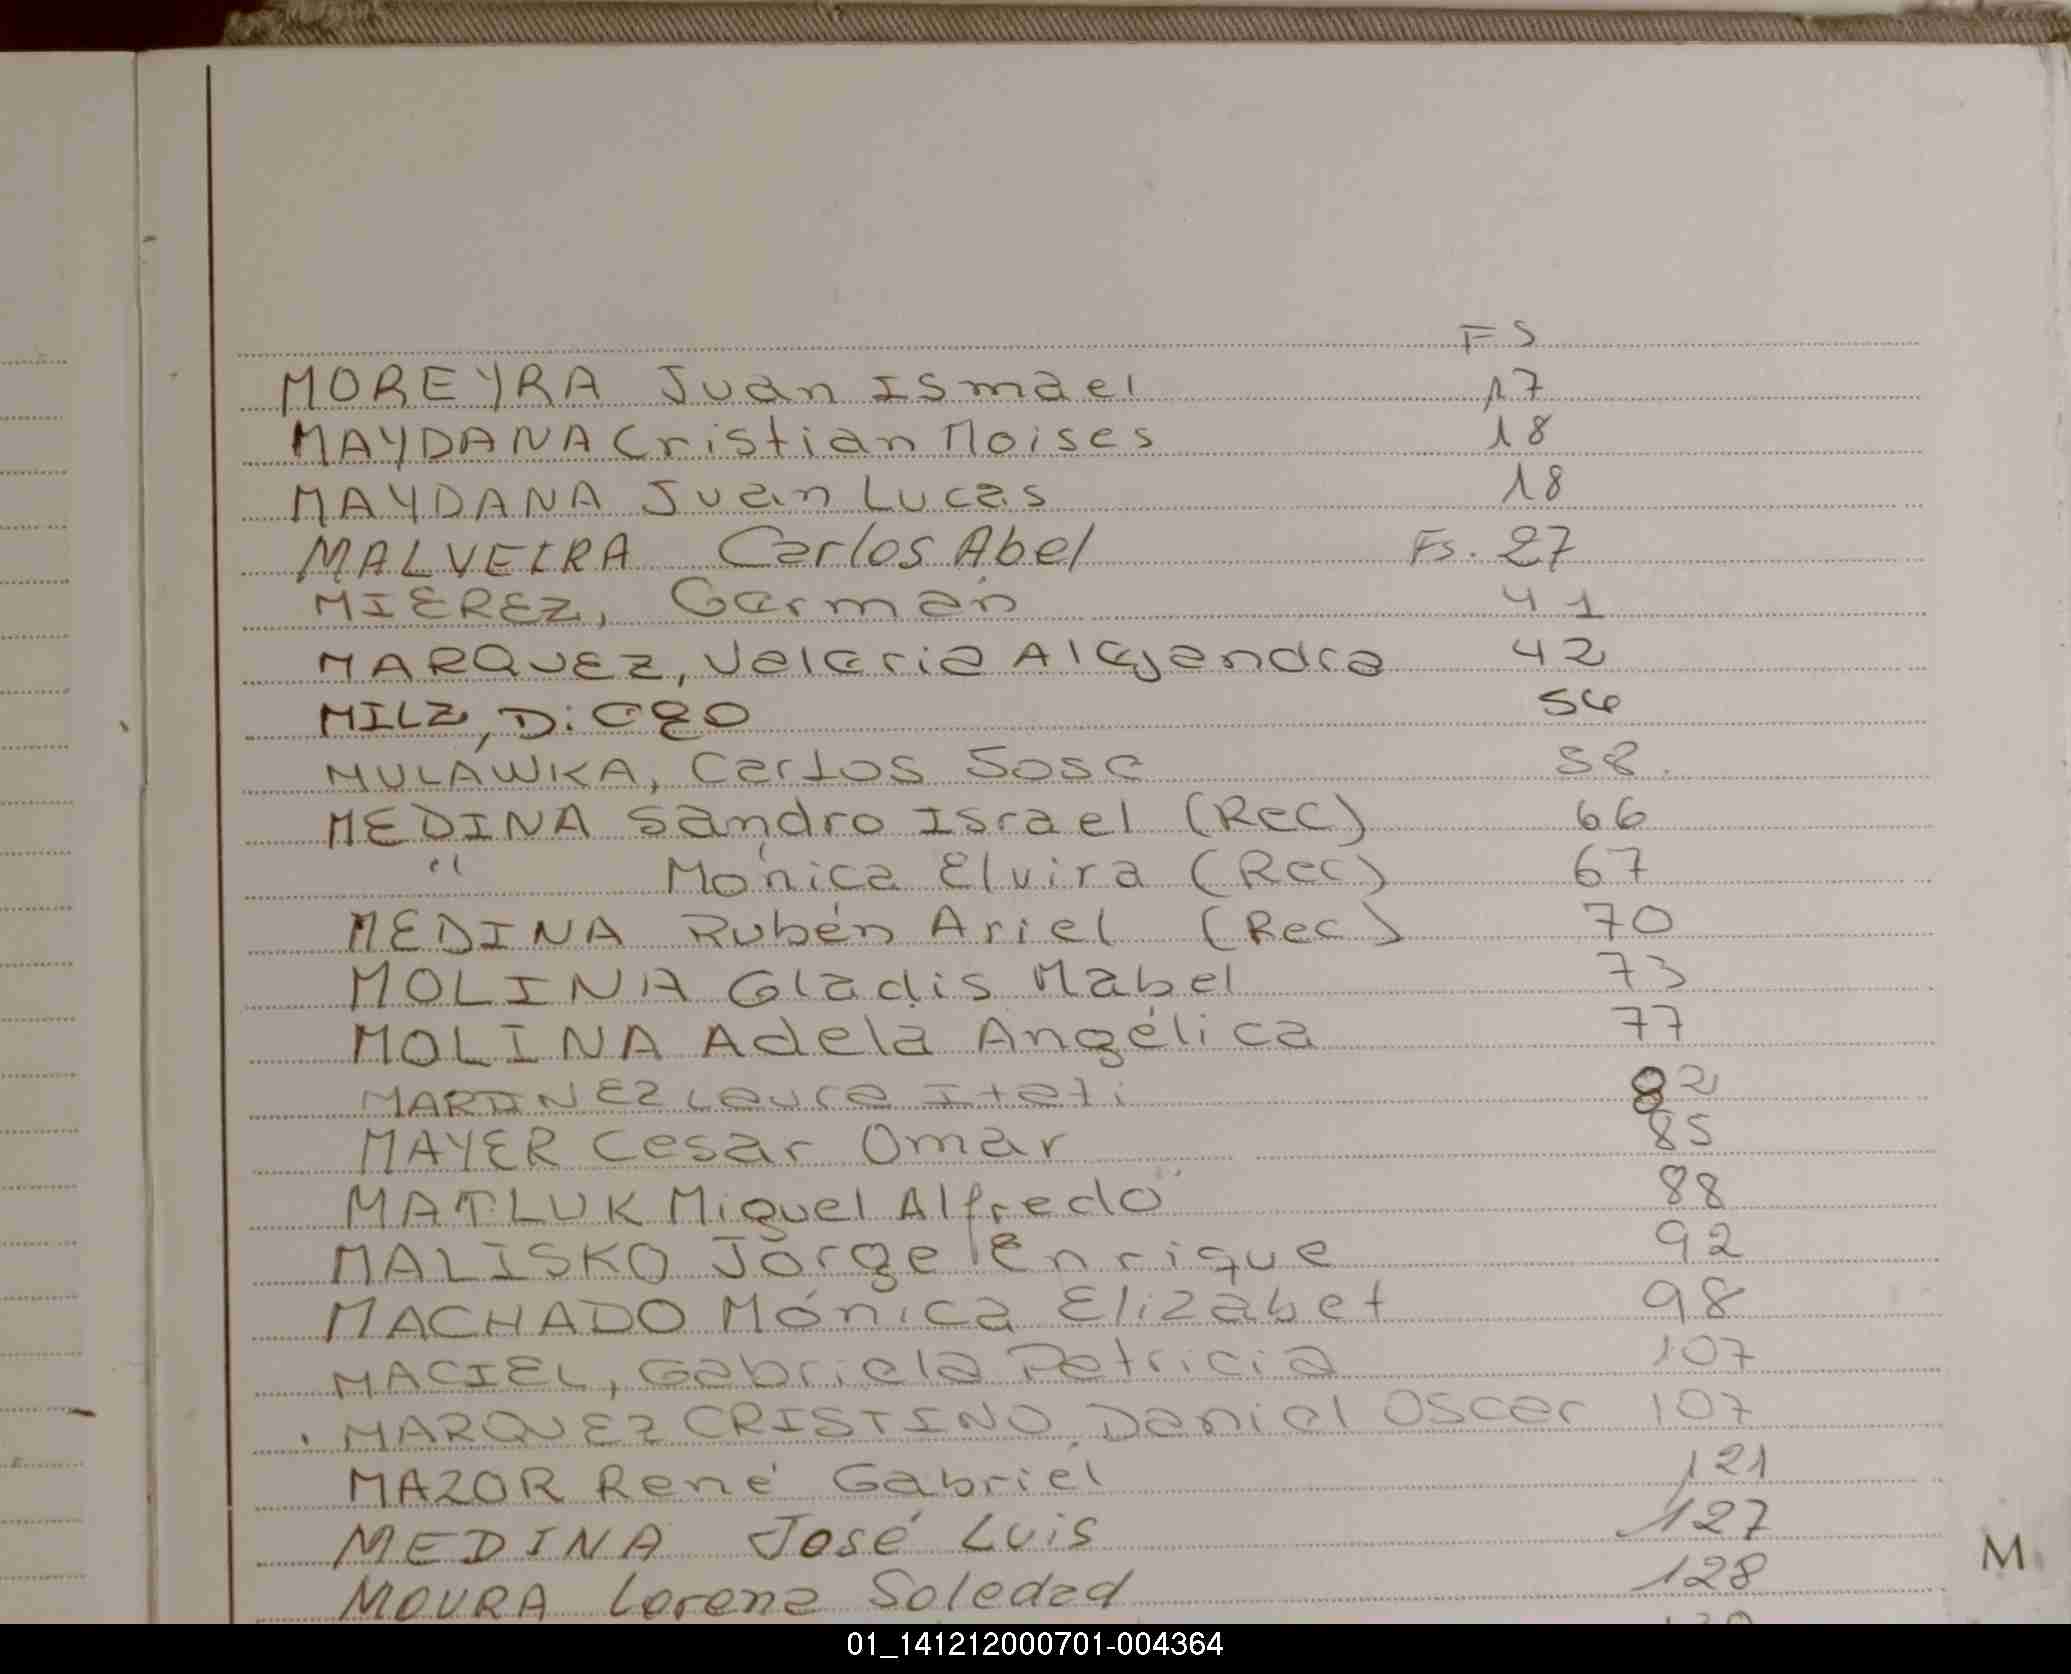 FS
MOREYRA Juan Ismael 17
MAYDANA Cristian Moises 18
MAYDANA Juan Lucas 18
MALVEIRA Carlos Abel Fs. 27
MIEREZ, German 41
MARQUEZ, Valeria Alejandra 42
MILZ, Diego 54
MULAWKA, Carlos Jose 58.
MEDINA Sandro Israel (Rec) 66
" Mónica Elvira (Rec) 67
MEDINA Rubén Ariel (Rec) 70
MOLINA Gladis Mabel 73
MOLINA Adela Angélica 77
MARTINEZ Laura Itati 82
MAYER Cesar Omar 85
MATLUK Miguel Alfredo 88
MALISKO Jorge Enrique 92
MACHADO Mónica Elizabet 98
MACIEL, Gabriela Patricia 107
MARQUEZ CRISTINO, Daniel Oscar 107
MAZOR René Gabriel 121
MEDINA José Luis 127
M
MOURA Lorena Soledad 128
01_141212000701-004364